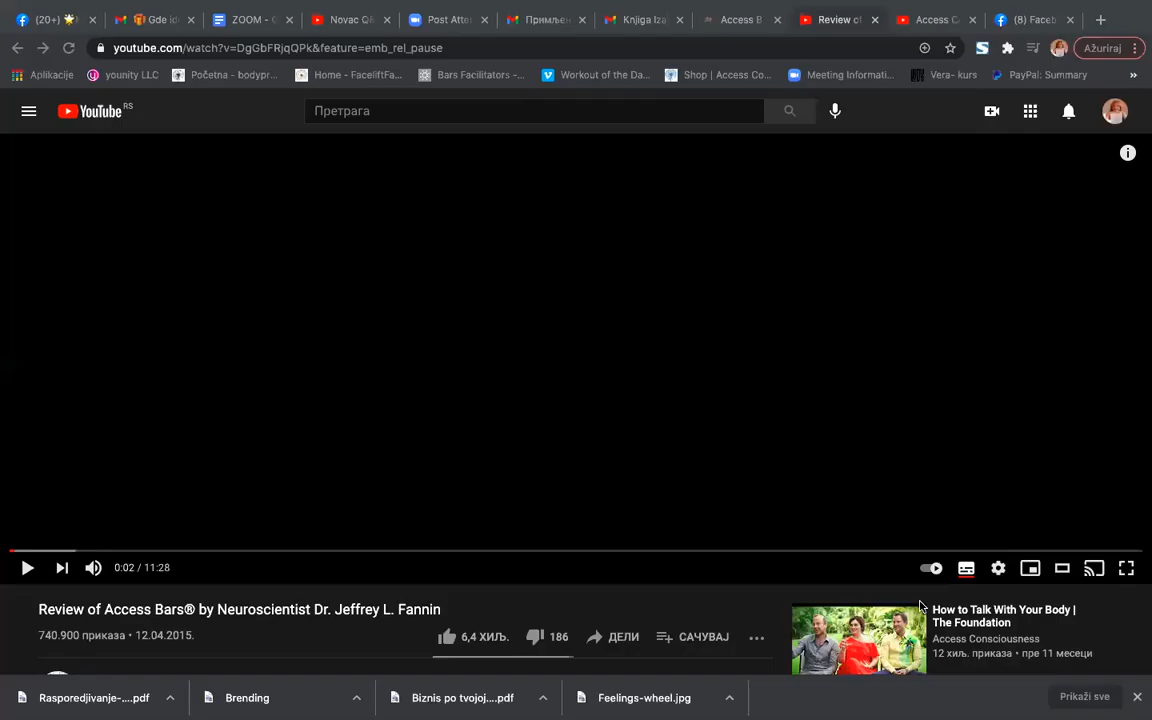 (20+) 🌟
🎁 Gde id
ZOOM - G
Novac Q&
Post Atte
Примљен
Knjiga Iza
Access B
Review of
Access C
(8) Faceb
youtube.com/watch?v=DgGbFRjqQPk&feature=emb_rel_pause
Ažuriraj
Aplikacije
younity LLC
Početna - bodypr...
Home - FaceliftFa...
Bars Facilitators -...
Workout of the Da...
Shop | Access Co...
Meeting Informati...
Vera- kurs
PayPal: Summary
»
YouTube RS
Претрага
0:02 / 11:28
Review of Access Bars® by Neuroscientist Dr. Jeffrey L. Fannin
740.900 приказа • 12.04.2015.
6,4 ХИЉ.
186
ДЕЛИ
САЧУВАЈ
How to Talk With Your Body |
The Foundation
Access Consciousness
12 хиљ. приказа • пре 11 месеци
Rasporedjivanje-....pdf
Brending
Biznis po tvojoj....pdf
Feelings-wheel.jpg
Prikaži sve